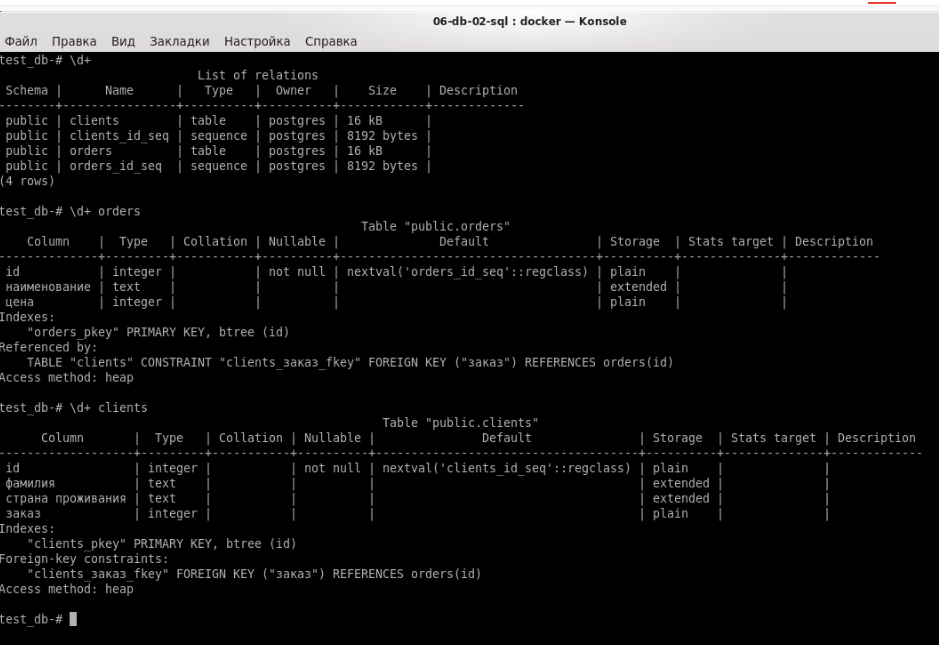 06-db-02-sql : docker — Konsole
Файл Правка Вид Закладки Настройка Справка
test_db-# \d+
                            List of relations
 Schema |      Name      |   Type   |  Owner   |    Size    | Description
--------+----------------+----------+----------+------------+-------------
 public | clients        | table    | postgres | 16 kB      |
 public | clients_id_seq | sequence | postgres | 8192 bytes |
 public | orders         | table    | postgres | 16 kB      |
 public | orders_id_seq  | sequence | postgres | 8192 bytes |
(4 rows)
test_db-# \d+ orders
                                                   Table "public.orders"
    Column    |  Type   | Collation | Nullable |              Default               | Storage  | Stats target | Description
--------------+---------+-----------+----------+------------------------------------+----------+--------------+-------------
 id           | integer |           | not null | nextval('orders_id_seq'::regclass) | plain    |              |
 наименование | text    |           |          |                                    | extended |              |
 цена         | integer |           |          |                                    | plain    |              |
Indexes:
    "orders_pkey" PRIMARY KEY, btree (id)
Referenced by:
    TABLE "clients" CONSTRAINT "clients_заказ_fkey" FOREIGN KEY ("заказ") REFERENCES orders(id)
Access method: heap
test_db-# \d+ clients
                                                      Table "public.clients"
      Column       |  Type   | Collation | Nullable |               Default               | Storage  | Stats target | Description
-------------------+---------+-----------+----------+-------------------------------------+----------+--------------+-------------
 id                | integer |           | not null | nextval('clients_id_seq'::regclass) | plain    |              |
 фамилия           | text    |           |          |                                     | extended |              |
 страна проживания | text    |           |          |                                     | extended |              |
 заказ             | integer |           |          |                                     | plain    |              |
Indexes:
    "clients_pkey" PRIMARY KEY, btree (id)
Foreign-key constraints:
    "clients_заказ_fkey" FOREIGN KEY ("заказ") REFERENCES orders(id)
Access method: heap
test_db-#